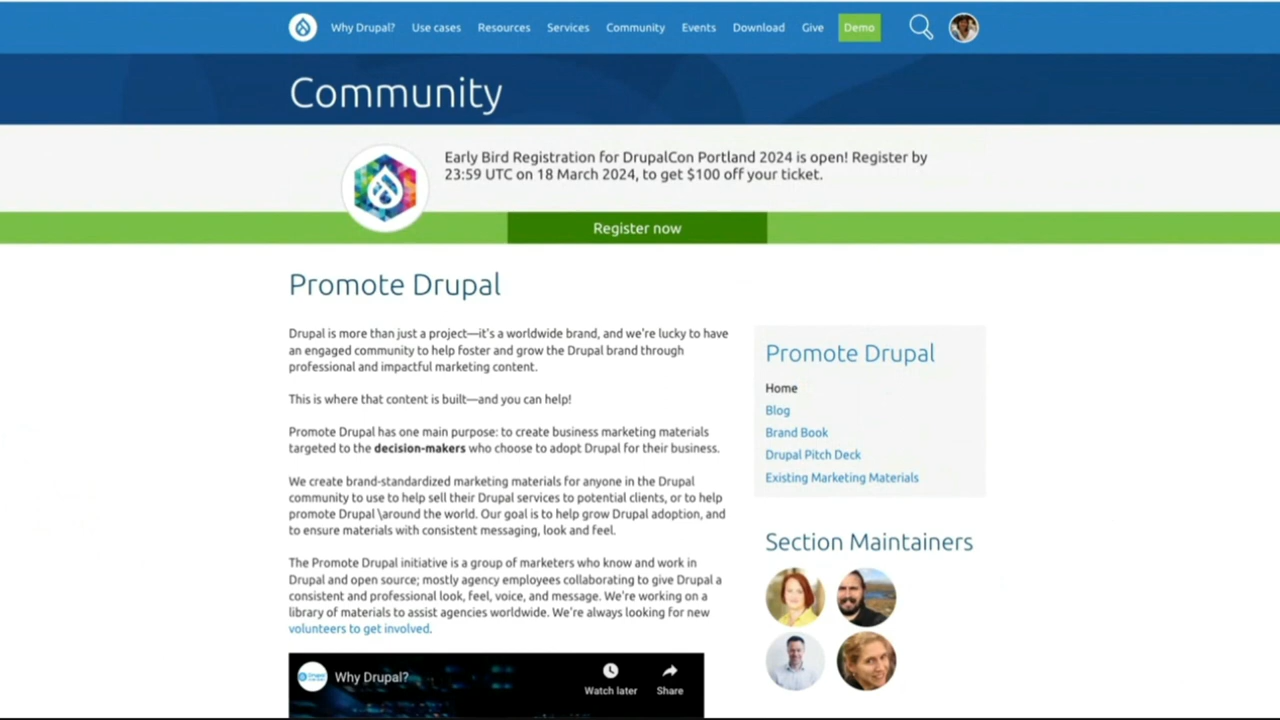 Why Drupal? Use cases Resources Services Community Events Download Give Demo
Community
Early Bird Registration for DrupalCon Portland 2024 is open! Register by
23:59 UTC on 18 March 2024, to get $100 off your ticket.
Register now
Promote Drupal
Drupal is more than just a project—it's a worldwide brand, and we're lucky to have
an engaged community to help foster and grow the Drupal brand through
professional and impactful marketing content.
This is where that content is built—and you can help!
Promote Drupal has one main purpose: to create business marketing materials
targeted to the decision-makers who choose to adopt Drupal for their business.
We create brand-standardized marketing materials for anyone in the Drupal
community to use to help sell their Drupal services to potential clients, or to help
promote Drupal \around the world. Our goal is to help grow Drupal adoption, and
to ensure materials with consistent messaging, look and feel.
The Promote Drupal initiative is a group of marketers who know and work in
Drupal and open source; mostly agency employees collaborating to give Drupal a
consistent and professional look, feel, voice, and message. We're working on a
library of materials to assist agencies worldwide. We're always looking for new
volunteers to get involved.
Why Drupal?
Watch later Share
Promote Drupal
Home
Blog
Brand Book
Drupal Pitch Deck
Existing Marketing Materials
Section Maintainers